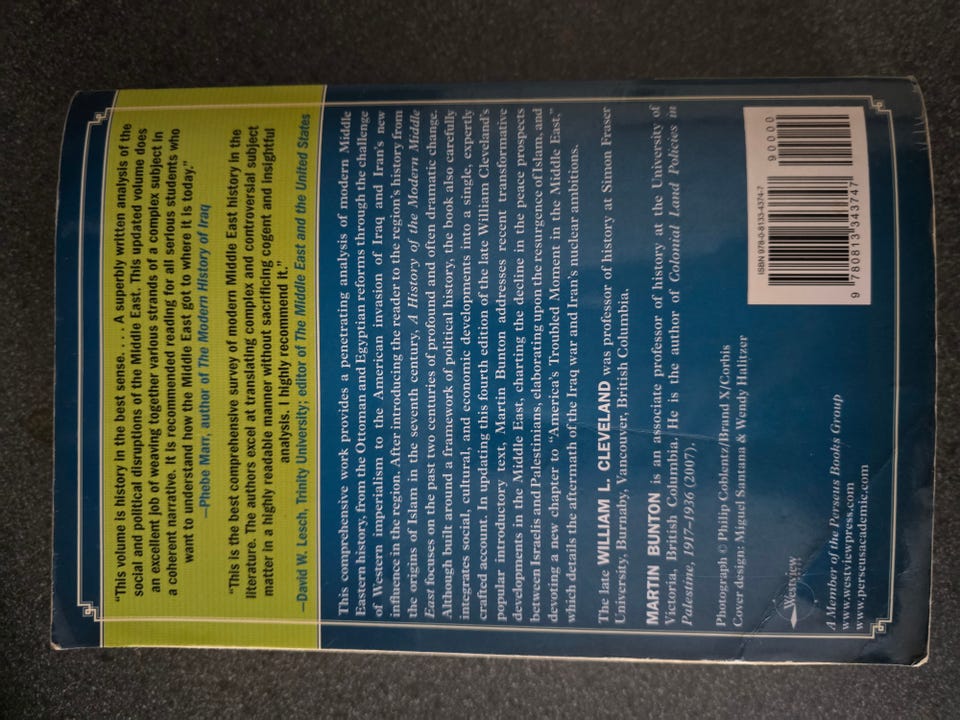 “This volume is history in the best sense. . . . A superbly written analysis of the
social and political disruptions of the Middle East. This updated volume does
an excellent job of weaving together various strands of a complex subject in
a coherent narrative. It is recommended reading for all serious students who
want to understand how the Middle East got to where it is today.”
—Phebe Marr, author of The Modern History of Iraq
“This is the best comprehensive survey of modern Middle East history in the
literature. The authors excel at translating complex and controversial subject
matter in a highly readable manner without sacrificing cogent and insightful
analysis. I highly recommend it.”
—David W. Lesch, Trinity University; editor of The Middle East and the United States
This comprehensive work provides a penetrating analysis of modern Middle
Eastern history, from the Ottoman and Egyptian reforms through the challenge
of Western imperialism to the American invasion of Iraq and Iran’s new
influence in the region. After introducing the reader to the region’s history from
the origins of Islam in the seventh century, A History of the Modern Middle
East focuses on the past two centuries of profound and often dramatic change.
Although built around a framework of political history, the book also carefully
integrates social, cultural, and economic developments into a single, expertly
crafted account. In updating this fourth edition of the late William Cleveland’s
popular introductory text, Martin Bunton addresses recent transformative
developments in the Middle East, charting the decline in the peace prospects
between Israelis and Palestinians, elaborating upon the resurgence of Islam, and
devoting a new chapter to “America’s Troubled Moment in the Middle East,”
which details the aftermath of the Iraq war and Iran’s nuclear ambitions.
The late WILLIAM L. CLEVELAND was professor of history at Simon Fraser
University, Burnaby, Vancouver, British Columbia.
MARTIN BUNTON is an associate professor of history at the University of
Victoria, British Columbia. He is the author of Colonial Land Policies in
Palestine, 1917–1936 (2007).
Photograph © Philip Coblentz/Brand X/Corbis
Cover design: Miguel Santana & Wendy Halitzer
Westview
A Member of the Perseus Books Group
www.westviewpress.com
www.perseusacademic.com
ISBN 978-0-8133-4374-7
90000
9 780813 343747